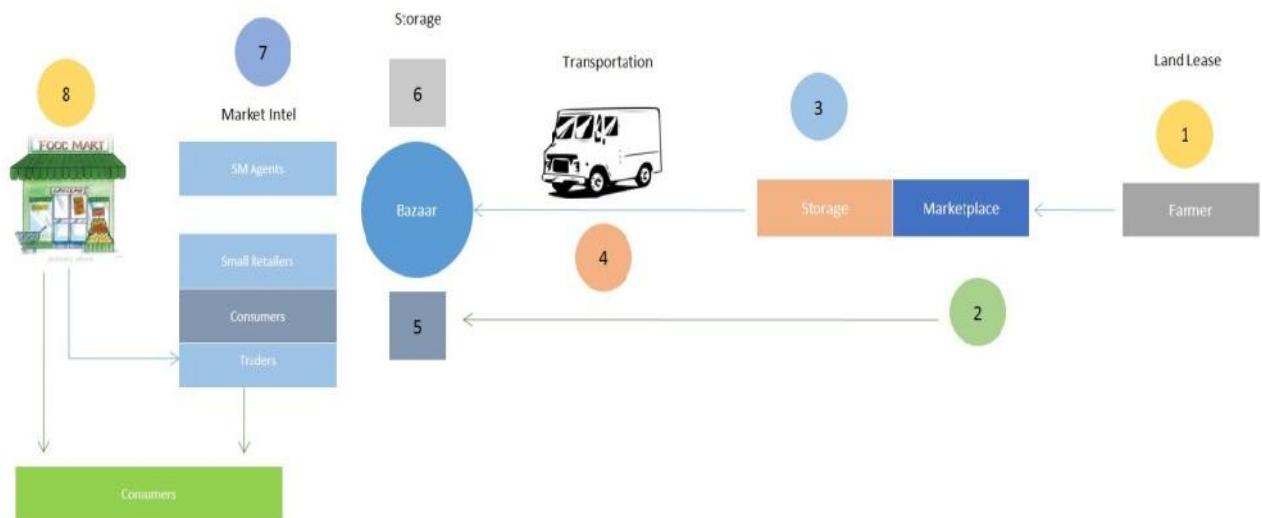 Storage
7
Land Lease
Transportation
8
6
3
Market Intel
1
FOOD MART
SM Agents
Bazaar
Storage
Marketplace
Farmer
Small Retailers
4
Consumers
5
2
Traders
Consumers